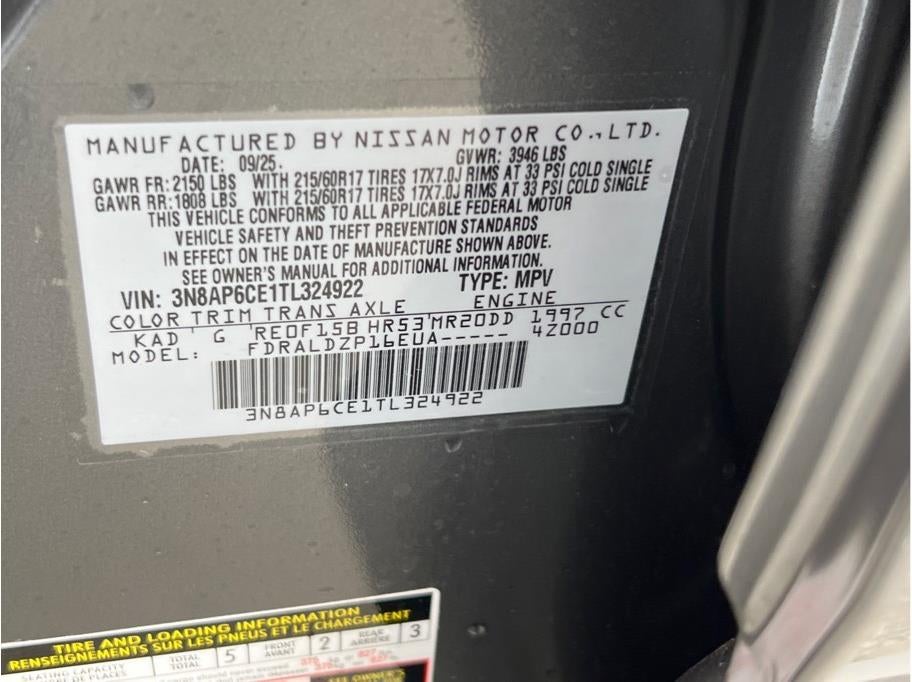 MANUFACTURED BY NISSAN MOTOR CO., LTD.
DATE: 09/25. GVWR: 3946 LBS
GAWR FR: 2150 LBS WITH 215/60R17 TIRES 17X7.0J RIMS AT 33 PSI COLD SINGLE
GAWR RR: 1808 LBS WITH 215/60R17 TIRES 17X7.0J RIMS AT 33 PSI COLD SINGLE
THIS VEHICLE CONFORMS TO ALL APPLICABLE FEDERAL MOTOR
VEHICLE SAFETY AND THEFT PREVENTION STANDARDS
IN EFFECT ON THE DATE OF MANUFACTURE SHOWN ABOVE.
SEE OWNER'S MANUAL FOR ADDITIONAL INFORMATION.
VIN: 3N8AP6CE1TL324922 TYPE: MPV
COLOR TRIM TRANS AXLE ENGINE
KAD G RE0F15B HR53 MR20DD 1997 CC
MODEL: FDRALDZP16EUA----- 4Z000
3N8AP6CE1TL324922
TIRE AND LOADING INFORMATION
RENSEIGNEMENTS SUR LES PNEUS ET LE CHARGEMENT
SEATING CAPACITY TOTAL 5 FRONT 2 REAR 3
TOTAL AVANT ARRIÈRE